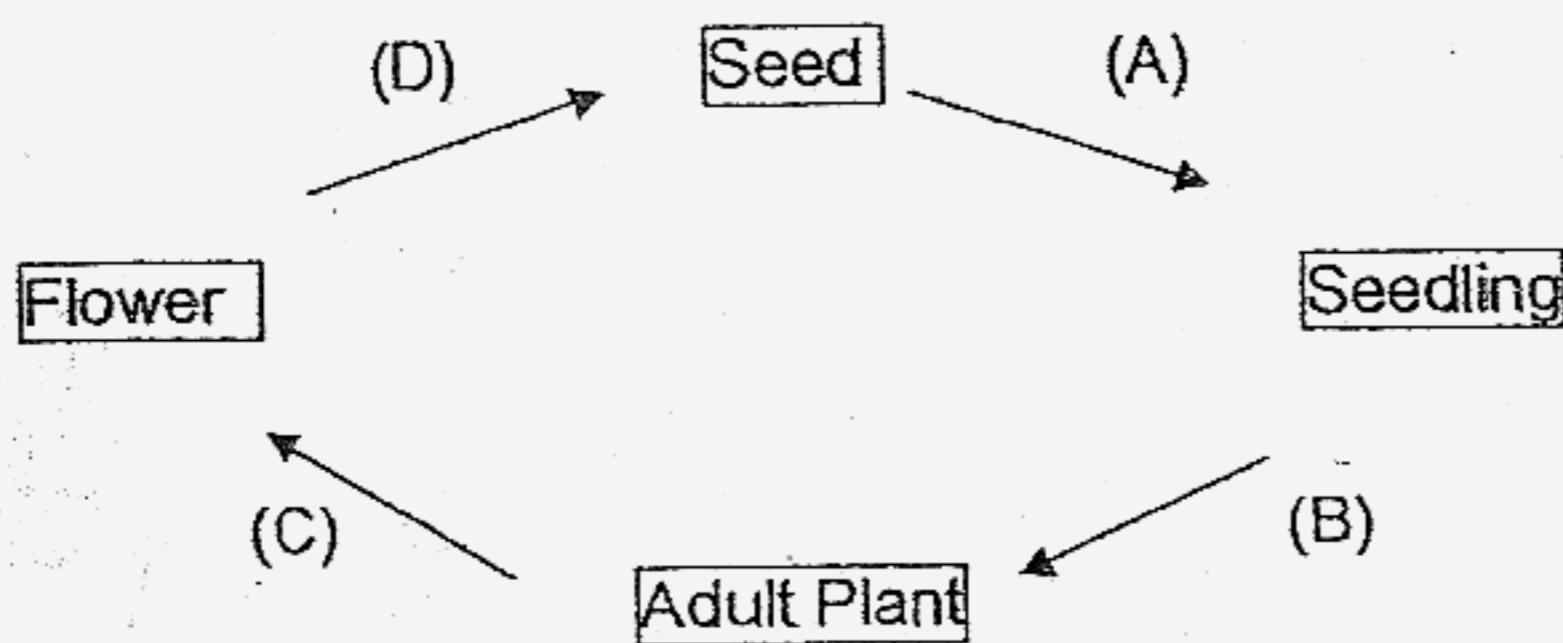 (D)
Seed
(A)
Flower
Seedling
(C)
(B)
Adult Plant